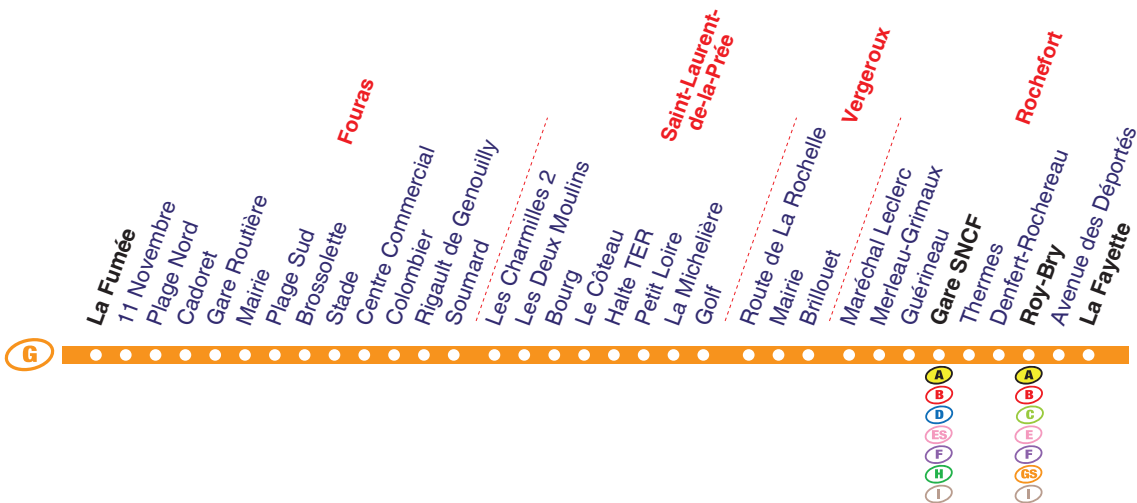 Fouras
Saint-Laurent-
de-la-Prée
Vergeroux
Rochefort
La Fumée
11 Novembre
Plage Nord
Cadoret
Gare Routière
Mairie
Plage Sud
Brossolette
Stade
Centre Commercial
Colombier
Rigault de Genouilly
Soumard
Les Charmilles 2
Les Deux Moulins
Bourg
Le Côteau
Halte TER
Petit Loire
La Michelière
Golf
Route de La Rochelle
Mairie
Brillouet
Maréchal Leclerc
Merleau-Grimaux
Guérineau
Gare SNCF
Thermes
Denfert-Rochereau
Roy-Bry
Avenue des Déportés
La Fayette
G
A
B
D
ES
F
H
I
A
B
C
E
F
GS
I